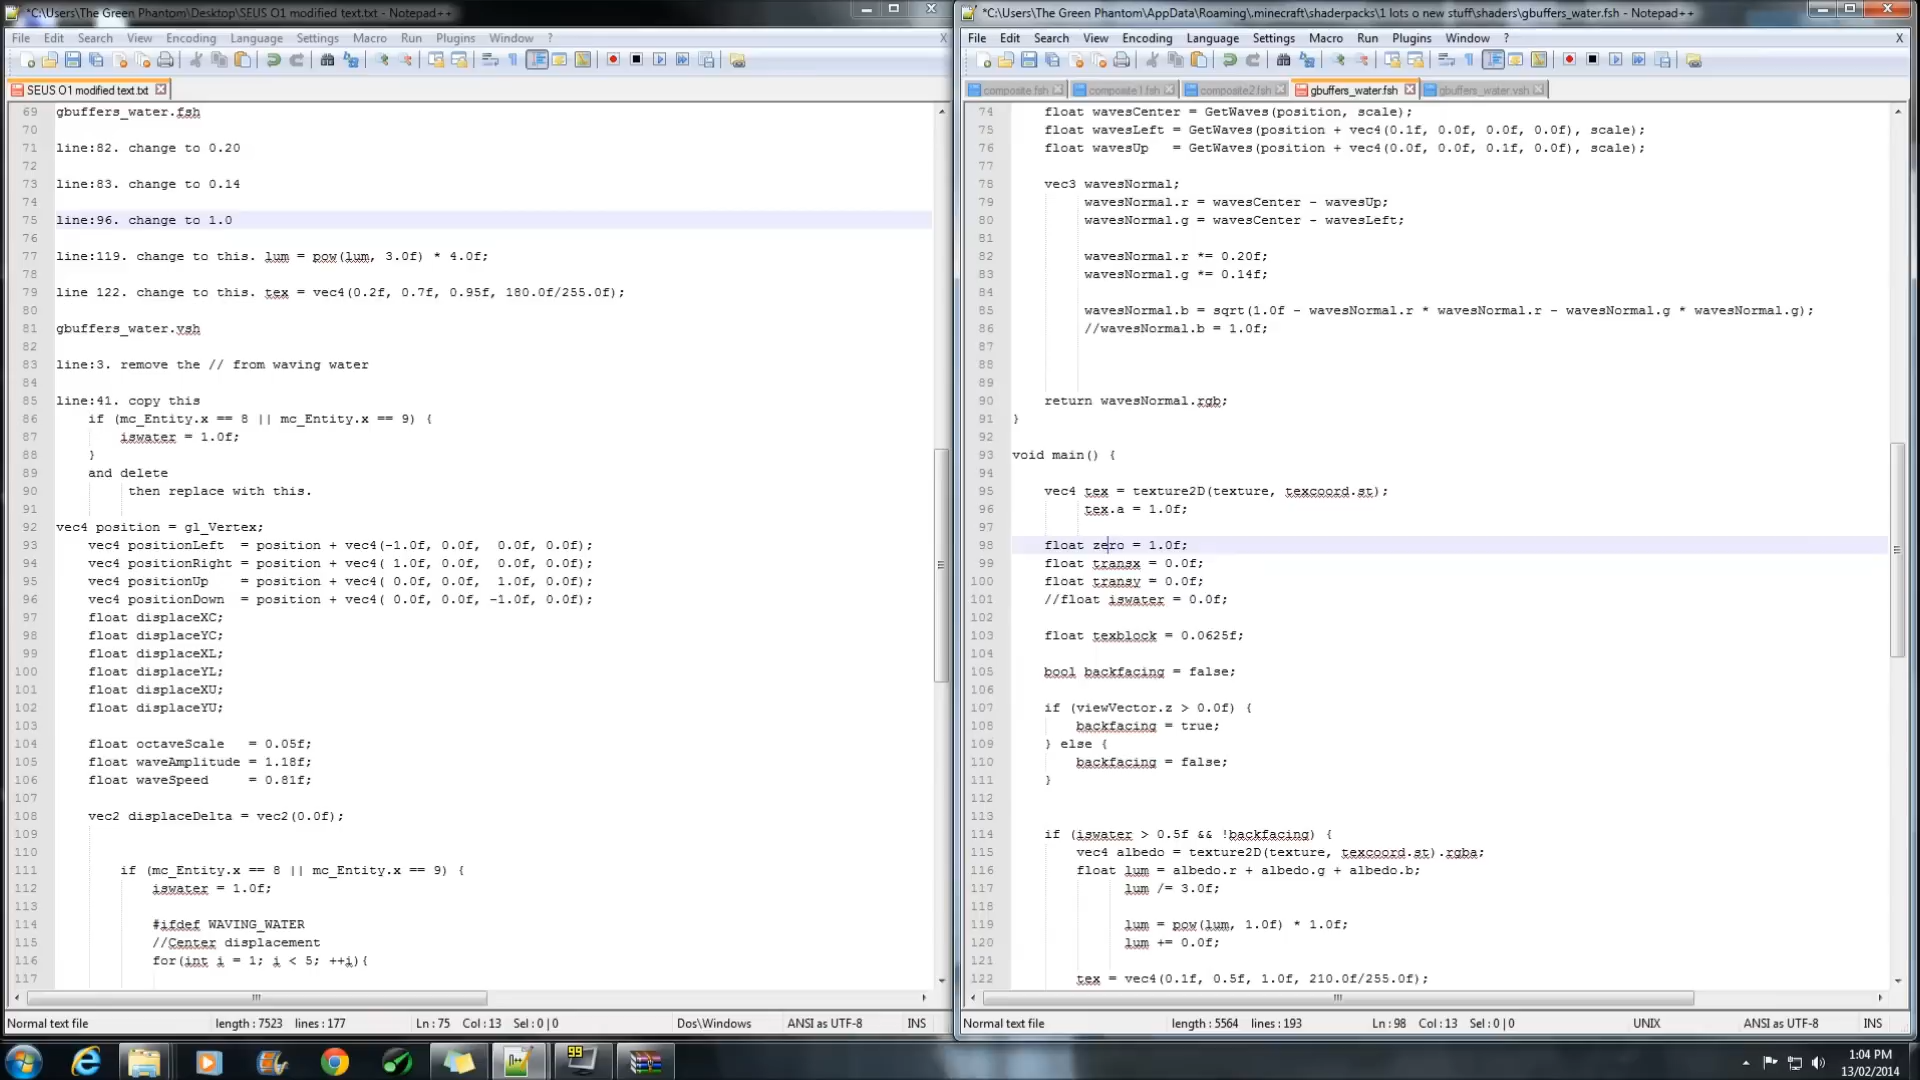 *C:\Users\The Green Phantom\Desktop\SEUS O1 modified text.txt - Notepad++
File Edit Search View Encoding Language Settings Macro Run Plugins Window ? X
SEUS O1 modified text.txt
69 gbuffers_water.fsh
70
71 line:82. change to 0.20
72
73 line:83. change to 0.14
74
75 line:96. change to 1.0
76
77 line:119. change to this. lum = pow(lum, 3.0f) * 4.0f;
78
79 line 122. change to this. tex = vec4(0.2f, 0.7f, 0.95f, 180.0f/255.0f);
80
81 gbuffers_water.vsh
82
83 line:3. remove the // from waving water
84
85 line:41. copy this
86 if (mc_Entity.x == 8 || mc_Entity.x == 9) {
87 iswater = 1.0f;
88 }
89 and delete
90 then replace with this.
91
92 vec4 position = gl_Vertex;
93 vec4 positionLeft = position + vec4(-1.0f, 0.0f, 0.0f, 0.0f);
94 vec4 positionRight = position + vec4( 1.0f, 0.0f, 0.0f, 0.0f);
95 vec4 positionUp = position + vec4( 0.0f, 0.0f, 1.0f, 0.0f);
96 vec4 positionDown = position + vec4( 0.0f, 0.0f, -1.0f, 0.0f);
97 float displaceXC;
98 float displaceYC;
99 float displaceXL;
100 float displaceYL;
101 float displaceXU;
102 float displaceYU;
103
104 float octaveScale = 0.05f;
105 float waveAmplitude = 1.18f;
106 float waveSpeed = 0.81f;
107
108 vec2 displaceDelta = vec2(0.0f);
109
110
111 if (mc_Entity.x == 8 || mc_Entity.x == 9) {
112 iswater = 1.0f;
113
114 #ifdef WAVING_WATER
115 //Center displacement
116 for(int i = 1; i < 5; ++i){
117
Normal text file length : 7523 lines : 177 Ln : 75 Col : 13 Sel : 0 | 0 Dos\Windows ANSI as UTF-8 INS
*C:\Users\The Green Phantom\AppData\Roaming\.minecraft\shaderpacks\1 lots o new stuff\shaders\gbuffers_water.fsh - Notepad++
File Edit Search View Encoding Language Settings Macro Run Plugins Window ? X
composite.fsh composite1.fsh composite2.fsh gbuffers_water.fsh gbuffers_water.vsh
74 float wavesCenter = GetWaves(position, scale);
75 float wavesLeft = GetWaves(position + vec4(0.1f, 0.0f, 0.0f, 0.0f), scale);
76 float wavesUp = GetWaves(position + vec4(0.0f, 0.0f, 0.1f, 0.0f), scale);
77
78 vec3 wavesNormal;
79 wavesNormal.r = wavesCenter - wavesUp;
80 wavesNormal.g = wavesCenter - wavesLeft;
81
82 wavesNormal.r *= 0.20f;
83 wavesNormal.g *= 0.14f;
84
85 wavesNormal.b = sqrt(1.0f - wavesNormal.r * wavesNormal.r - wavesNormal.g * wavesNormal.g);
86 //wavesNormal.b = 1.0f;
87
88
89
90 return wavesNormal.rgb;
91 }
92
93 void main() {
94
95 vec4 tex = texture2D(texture, texcoord.st);
96 tex.a = 1.0f;
97
98 float zero = 1.0f;
99 float transx = 0.0f;
100 float transy = 0.0f;
101 //float iswater = 0.0f;
102
103 float texblock = 0.0625f;
104
105 bool backfacing = false;
106
107 if (viewVector.z > 0.0f) {
108 backfacing = true;
109 } else {
110 backfacing = false;
111 }
112
113
114 if (iswater > 0.5f && !backfacing) {
115 vec4 albedo = texture2D(texture, texcoord.st).rgba;
116 float lum = albedo.r + albedo.g + albedo.b;
117 lum /= 3.0f;
118
119 lum = pow(lum, 1.0f) * 1.0f;
120 lum += 0.0f;
121
122 tex = vec4(0.1f, 0.5f, 1.0f, 210.0f/255.0f);
Normal text file length : 5564 lines : 193 Ln : 98 Col : 13 Sel : 0 | 0 UNIX ANSI as UTF-8 INS
99
1:04 PM
13/02/2014